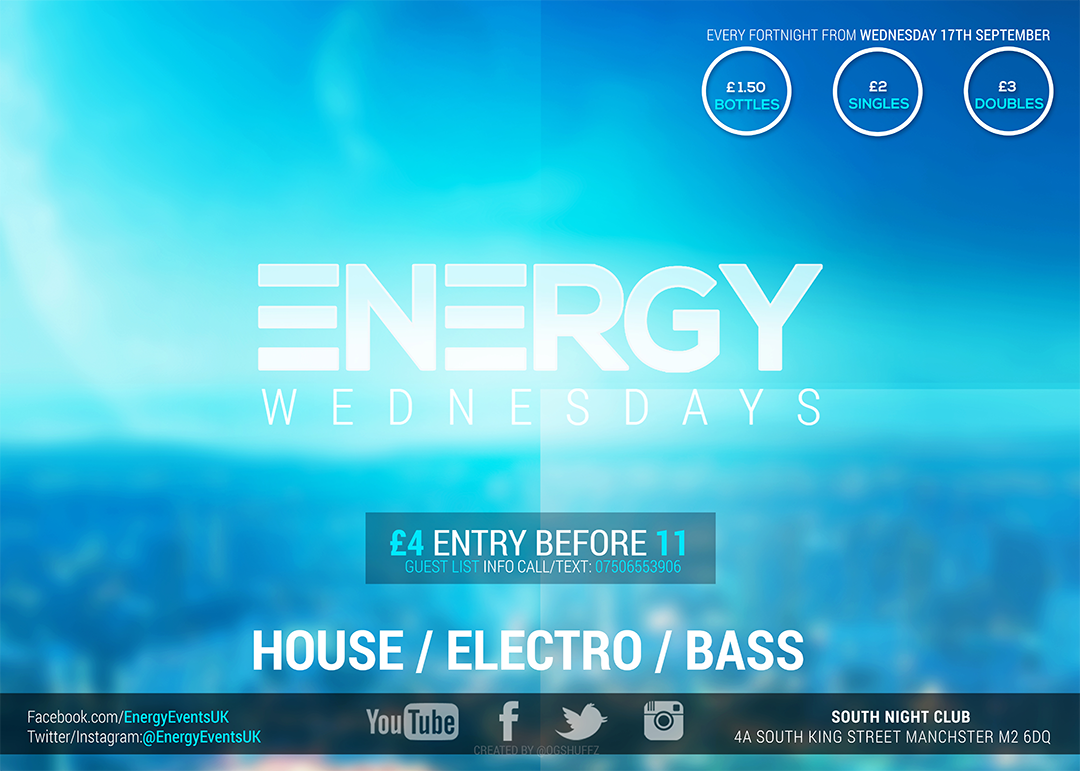 EVERY FORTNIGHT FROM WEDNESDAY 17TH SEPTEMBER
£1.50
BOTTLES
£2
SINGLES
£3
DOUBLES
ENERGY
WEDNESDAYS
£4 ENTRY BEFORE 11
GUEST LIST INFO CALL/TEXT: 07506553906
HOUSE / ELECTRO / BASS
Facebook.com/EnergyEventsUK
Twitter/Instagram:@EnergyEventsUK
YouTube
CREATED BY @OGSHUFFZ
SOUTH NIGHT CLUB
4A SOUTH KING STREET MANCHSTER M2 6DQ